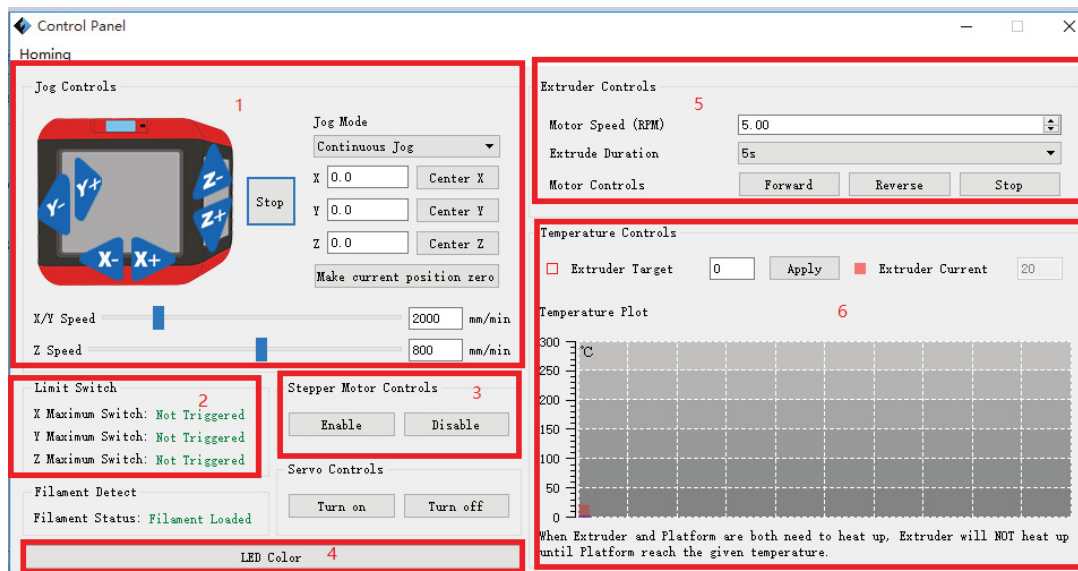 Control Panel
Homing
Jog Controls
1
Jog Mode
Continuous Jog
X 0.0 Center X
Y 0.0 Center Y
Z 0.0 Center Z
Make current position zero
Y+
Y-
Z-
Z+
X- X+
Stop
X/Y Speed 2000 mm/min
Z Speed 800 mm/min
Limit Switch
2
X Maximum Switch: Not Triggered
Y Maximum Switch: Not Triggered
Z Maximum Switch: Not Triggered
Stepper Motor Controls
3
Enable Disable
Filament Detect
Filament Status: Filament Loaded
Servo Controls
Turn on Turn off
LED Color 4
Extruder Controls
5
Motor Speed (RPM) 5.00
Extrude Duration 5s
Motor Controls Forward Reverse Stop
Temperature Controls
Extruder Target 0 Apply Extruder Current 20
6
Temperature Plot
°C
300
250
200
150
100
50
0
When Extruder and Platform are both need to heat up, Extruder will NOT heat up
until Platform reach the given temperature.